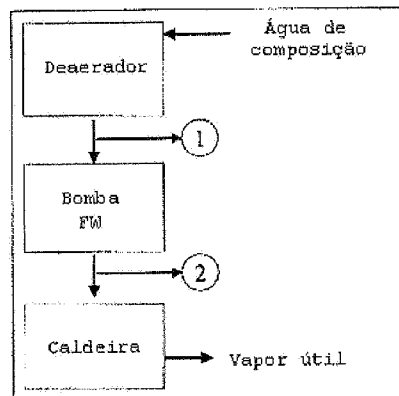 Água de
composição
Deaerador
1
Bomba
FW
2
Caldeira
Vapor útil